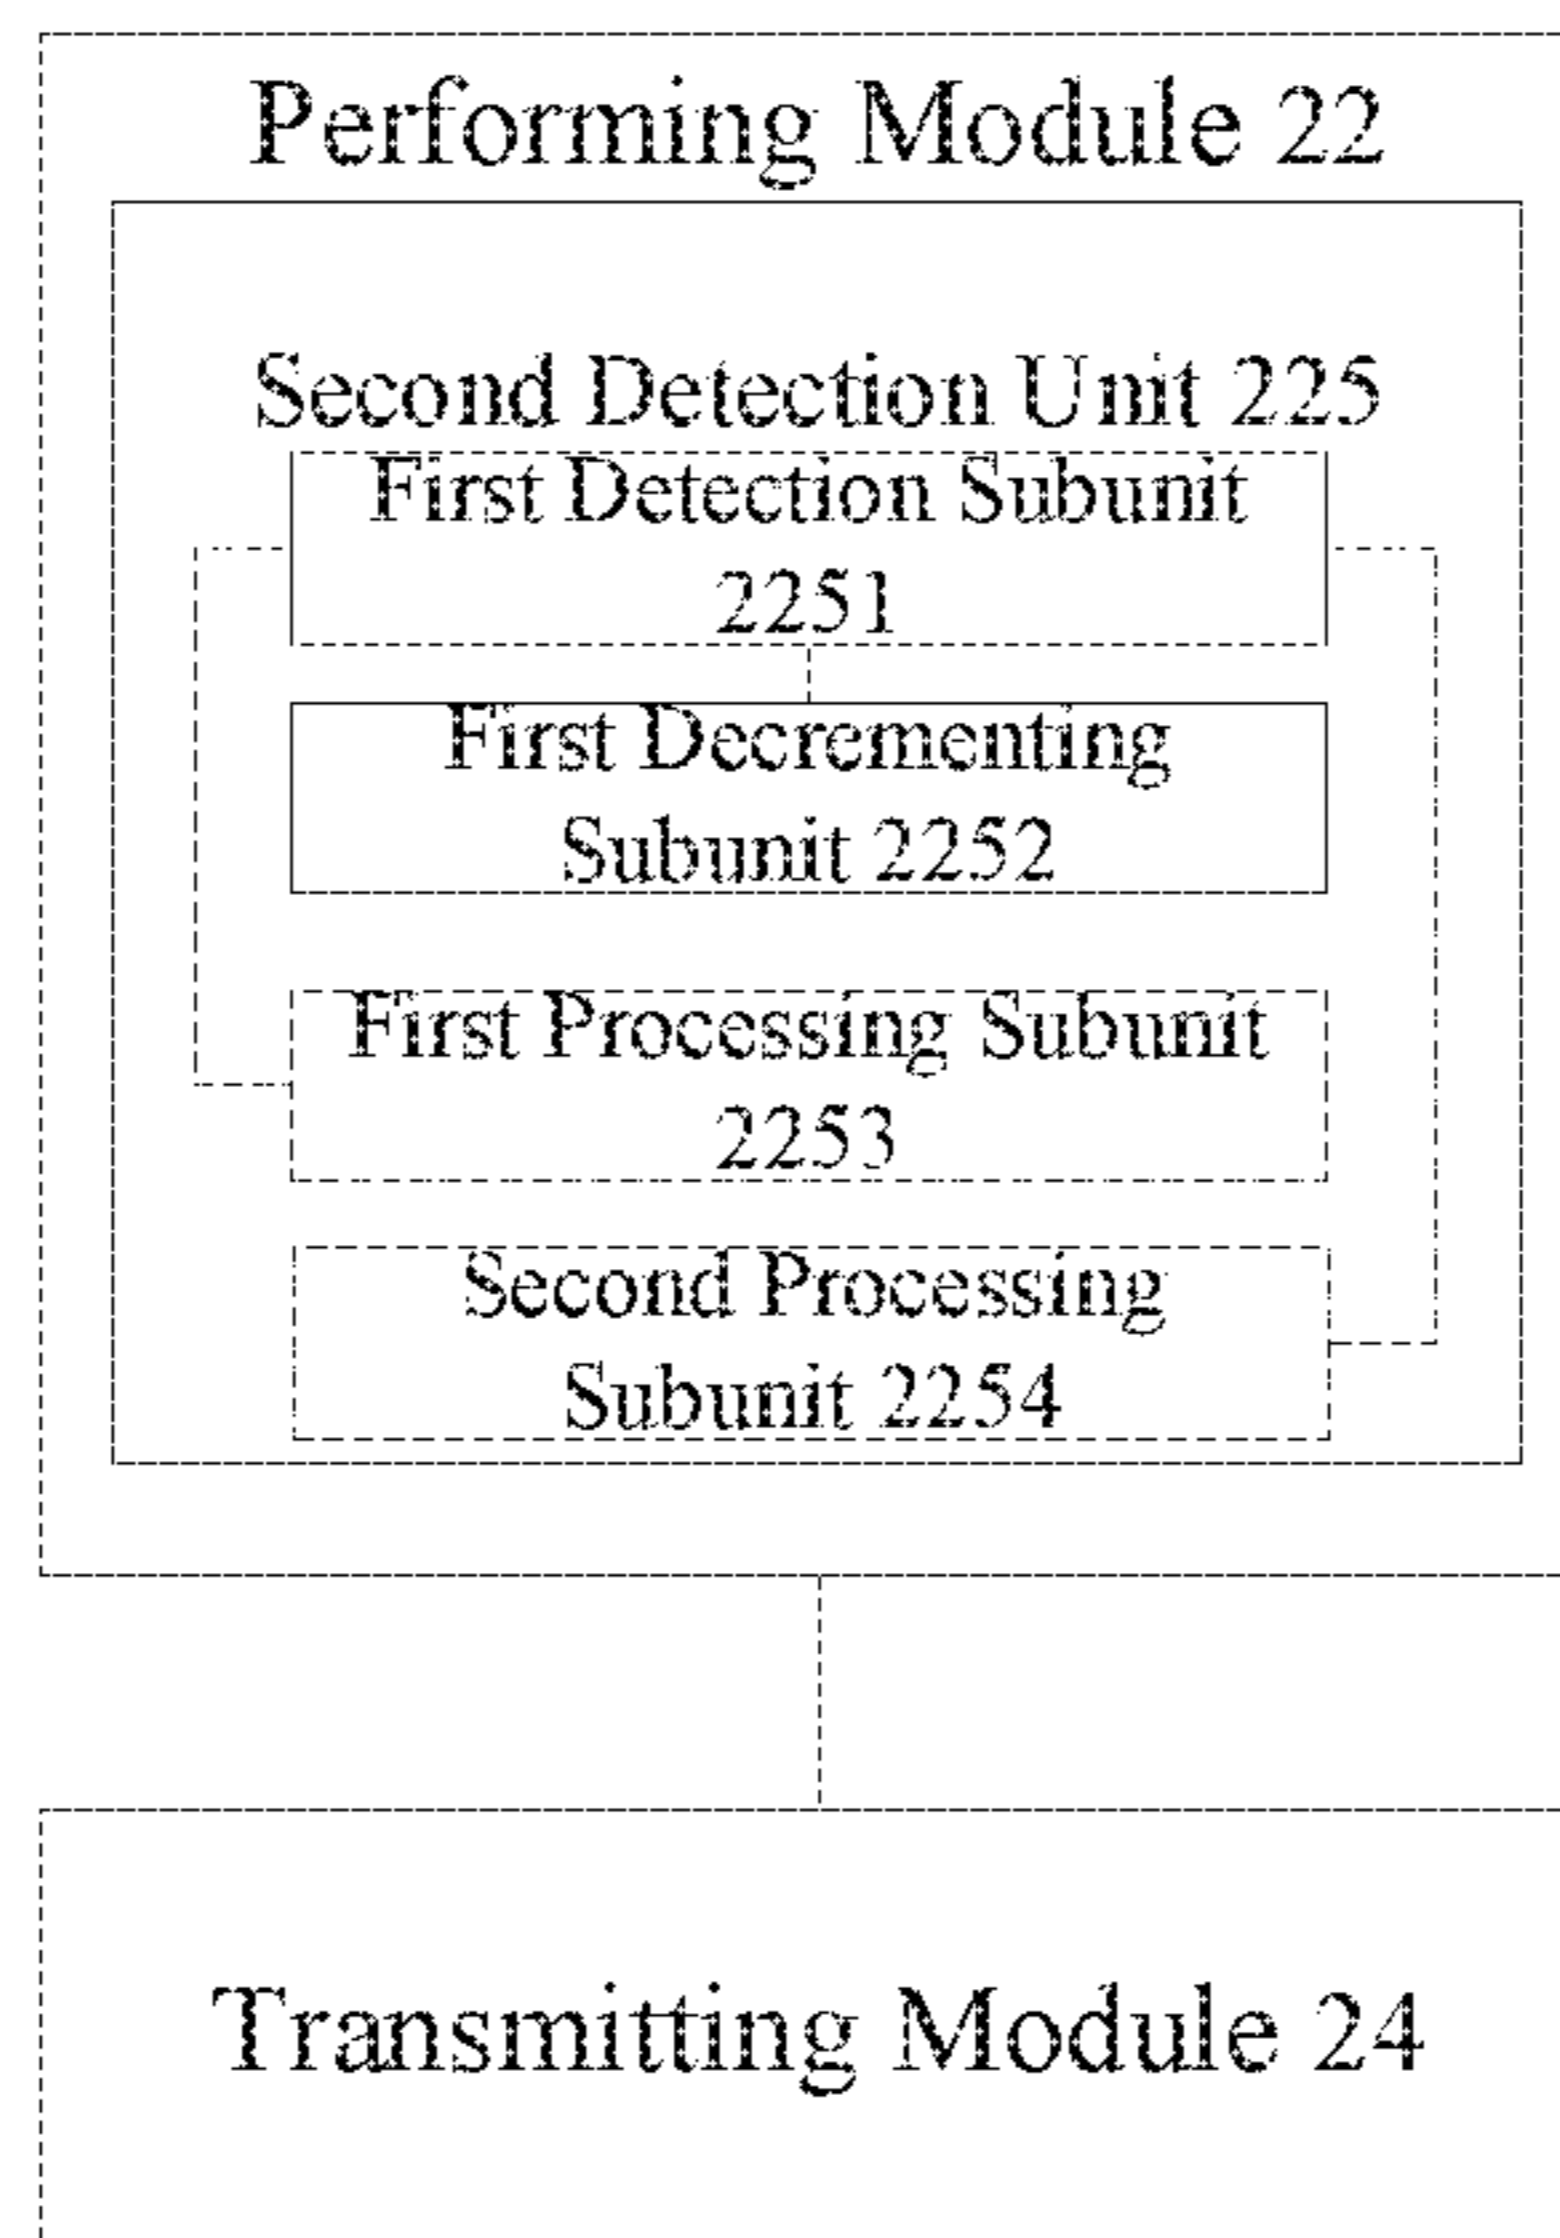 Performing Module 22
Second Detection Unit 225
First Detection Subunit
2251
First Decrementing
Subunit 2252
First Processing Subunit
2253
Second Processing
Subunit 2254
Transmitting Module 24